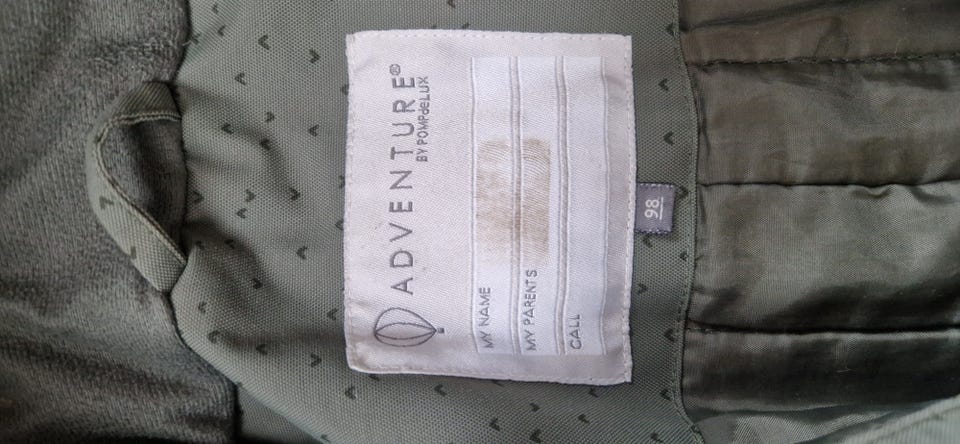 ADVENTURE®
BY POMPdeLUX
MY NAME
MY PARENTS
CALL
98